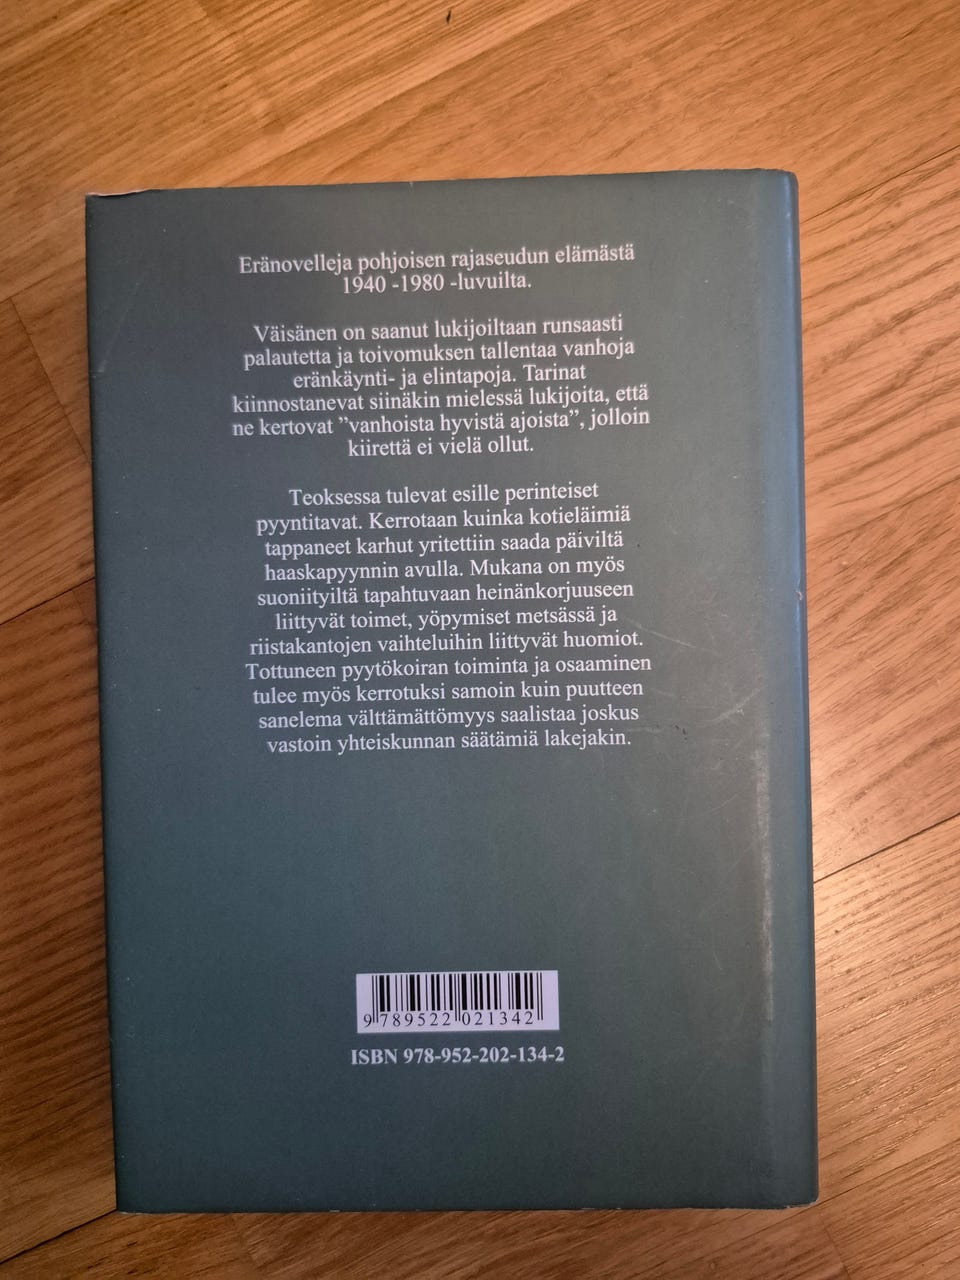 Eränovelleja pohjoisen rajaseudun elämästä
1940 -1980 -luvuilta.
Väisänen on saanut lukijoiltaan runsaasti
palautetta ja toivomuksen tallentaa vanhoja
eränkäynti- ja elintapoja. Tarinat
kiinnostanevat siinäkin mielessä lukijoita, että
ne kertovat ”vanhoista hyvistä ajoista”, jolloin
kiirettä ei vielä ollut.
Teoksessa tulevat esille perinteiset
pyyntitavat. Kerrotaan kuinka kotieläimiä
tappaneet karhut yritettiin saada päiviltä
haaskapyynnin avulla. Mukana on myös
suoniityiltä tapahtuvaan heinänkorjuuseen
liittyvät toimet, yöpymiset metsässä ja
riistakantojen vaihteluihin liittyvät huomiot.
Tottuneen pyytökoiran toiminta ja osaaminen
tulee myös kerrotuksi samoin kuin puutteen
sanelema välttämättömyys saalistaa joskus
vastoin yhteiskunnan säätämiä lakejakin.
9 789522 021342
ISBN 978-952-202-134-2